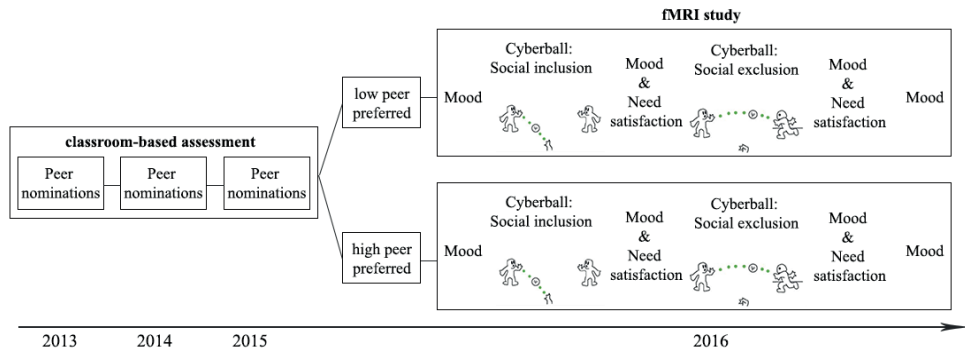 fMRI study
Cyberball:
Social inclusion
Mood
&
Need
satisfaction
Cyberball:
Social exclusion
Mood
&
Need
satisfaction
Mood
Mood
low peer
preferred
classroom-based assessment
Peer
nominations
Peer
nominations
Peer
nominations
high peer
preferred
Mood
Cyberball:
Social inclusion
Mood
&
Need
satisfaction
Cyberball:
Social exclusion
Mood
&
Need
satisfaction
Mood
2013
2014
2015
2016